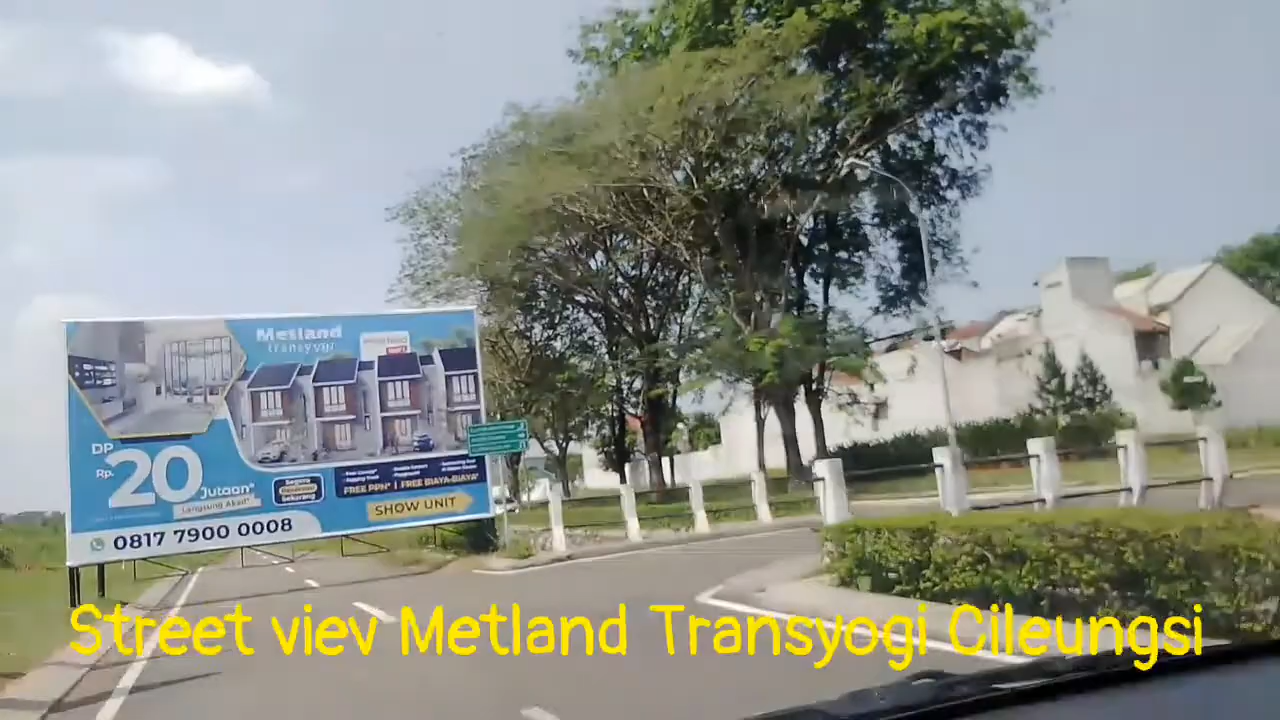 Metland
transyogi
DP
Rp. 20 Jutaan*
Langsung Akad*
Segera
Reservasi
Sekarang
FREE PPN* | FREE BIAYA-BIAYA*
SHOW UNIT
0817 7900 0008
Street viev Metland Transyogi Cileungsi